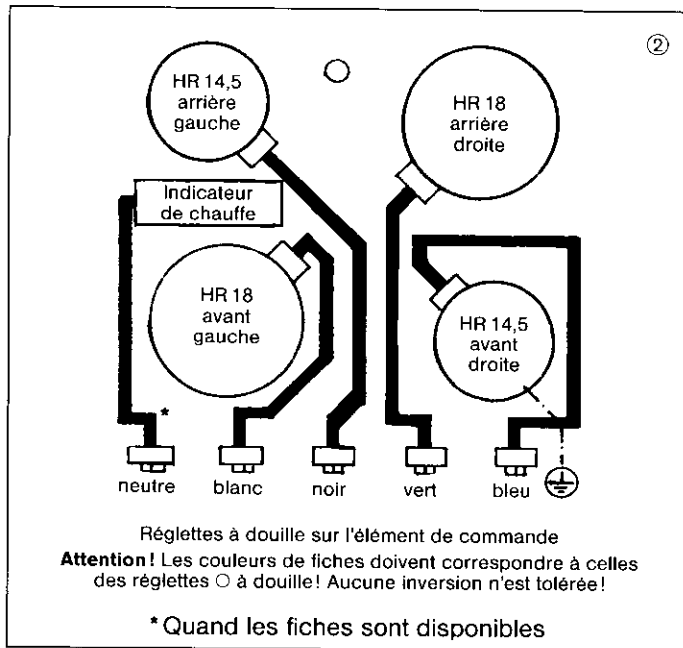 ②
HR 14,5
arrière
gauche
HR 18
arrière
droite
Indicateur
de chauffe
HR 18
avant
gauche
HR 14,5
avant
droite
*
neutre blanc noir vert bleu
Réglettes à douille sur l'élément de commande
Attention! Les couleurs de fiches doivent correspondre à celles
des réglettes ○ à douille! Aucune inversion n'est tolérée!
*Quand les fiches sont disponibles